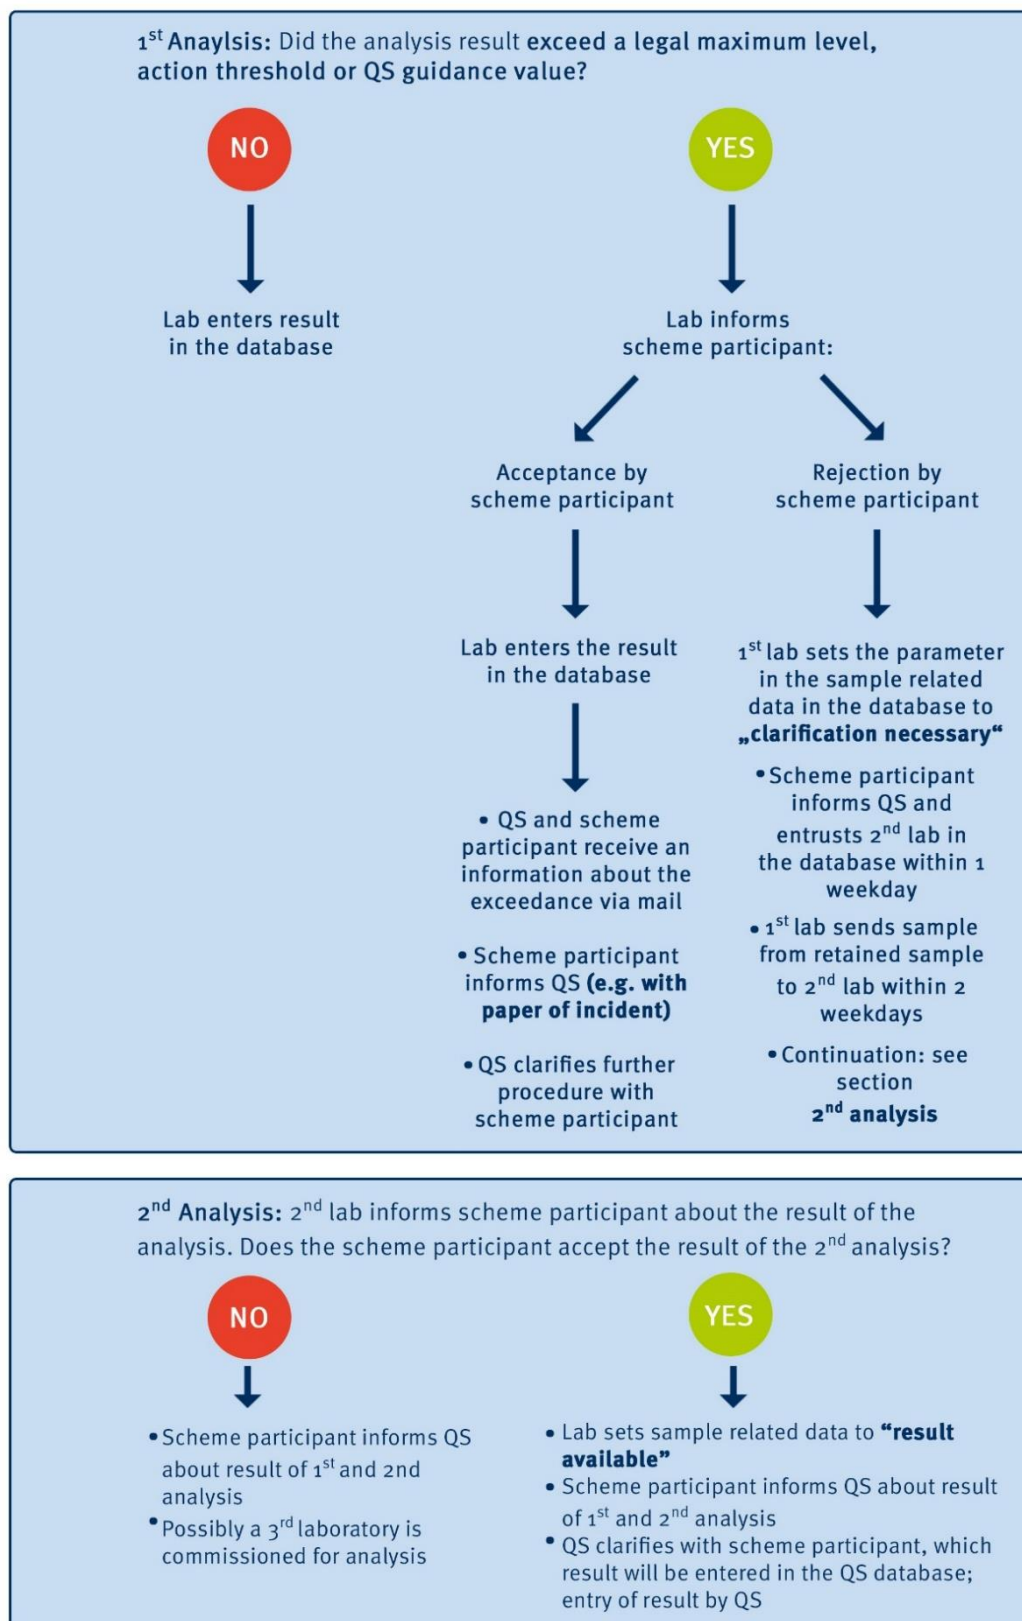 1st Anaylsis: Did the analysis result exceed a legal maximum level,
action threshold or QS guidance value?
NO
YES
Lab enters result
in the database
Lab informs
scheme participant:
Acceptance by
scheme participant
Rejection by
scheme participant
Lab enters the result
in the database
• QS and scheme
participant receive an
information about the
exceedance via mail
• Scheme participant
informs QS (e.g. with
paper of incident)
• QS clarifies further
procedure with
scheme participant
1st lab sets the parameter
in the sample related
data in the database to
„clarification necessary“
• Scheme participant
informs QS and
entrusts 2nd lab in
the database within 1
weekday
• 1st lab sends sample
from retained sample
to 2nd lab within 2
weekdays
• Continuation: see
section
2nd analysis
2nd Analysis: 2nd lab informs scheme participant about the result of the
analysis. Does the scheme participant accept the result of the 2nd analysis?
NO
YES
• Scheme participant informs QS
about result of 1st and 2nd
analysis
• Possibly a 3rd laboratory is
commissioned for analysis
• Lab sets sample related data to “result
available”
• Scheme participant informs QS about result
of 1st and 2nd analysis
• QS clarifies with scheme participant, which
result will be entered in the QS database;
entry of result by QS